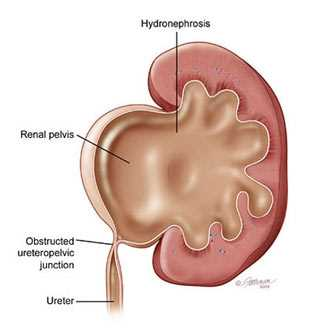 Hydronephrosis
Renal pelvis
Obstructed
ureteropelvic
junction
Ureter